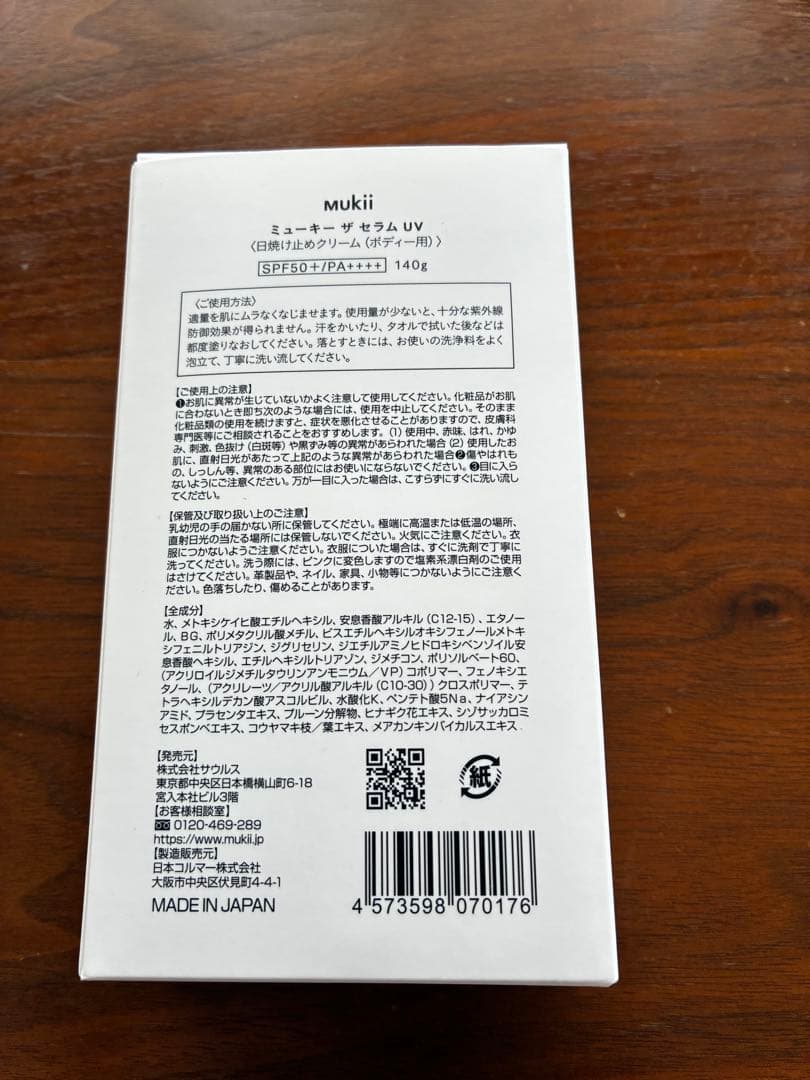 Mukii
ミューキー ザ セラム UV
〈日焼け止めクリーム（ボディー用）〉
SPF50+/PA++++ 140g
〈ご使用方法〉
適量を肌にムラなくなじませます。使用量が少ないと、十分な紫外線
防御効果が得られません。汗をかいたり、タオルで拭いた後などは
都度塗りなおしてください。落とすときには、お使いの洗浄料をよく
泡立て、丁寧に洗い流してください。
【ご使用上の注意】
❶お肌に異常が生じていないかよく注意して使用してください。化粧品がお肌
に合わないとき即ち次のような場合には、使用を中止してください。そのまま
化粧品類の使用を続けますと、症状を悪化させることがありますので、皮膚科
専門医等にご相談されることをおすすめします。（1）使用中、赤味、はれ、かゆ
み、刺激、色抜け（白斑等）や黒ずみ等の異常があらわれた場合（2）使用したお
肌に、直射日光があたって上記のような異常があらわれた場合❷傷やはれも
の、しっしん等、異常のある部位にはお使いにならないでください。❸目に入ら
ないようにご注意ください。万が一目に入った場合は、こすらずにすぐに洗い流し
てください。
【保管及び取り扱い上のご注意】
乳幼児の手の届かない所に保管してください。極端に高温または低温の場所、
直射日光の当たる場所には保管しないでください。火気にご注意ください。衣
服につかないようご注意ください。衣服についた場合は、すぐに洗剤で丁寧に
洗ってください。洗う際には、ピンクに変色しますので塩素系漂白剤のご使用
はさけてください。革製品や、ネイル、家具、小物等につかないようにご注意くださ
い。色落ちしたり、傷めることがあります。
【全成分】
水、メトキシケイヒ酸エチルヘキシル、安息香酸アルキル（C12-15）、エタノー
ル、BG、ポリメタクリル酸メチル、ビスエチルヘキシルオキシフェノールメトキ
シフェニルトリアジン、ジグリセリン、ジエチルアミノヒドロキシベンゾイル安
息香酸ヘキシル、エチルヘキシルトリアゾン、ジメチコン、ポリソルベート60、
（アクリロイルジメチルタウリンアンモニウム／VP）コポリマー、フェノキシエ
タノール、（アクリレーツ／アクリル酸アルキル（C10-30））クロスポリマー、テ
トラヘキシルデカン酸アスコルビル、水酸化K、ペンテト酸5Na、ナイアシン
アミド、プラセンタエキス、プルーン分解物、ヒナギク花エキス、シゾサッカロミ
セスポンベエキス、コウヤマキ枝／葉エキス、メアカンキンバイカルスエキス
【発売元】
株式会社サウルス
東京都中央区日本橋横山町6-18
宮入本社ビル3階
【お客様相談室】
0120-469-289
https://www.mukii.jp
【製造販売元】
日本コルマー株式会社
大阪市中央区伏見町4-4-1
MADE IN JAPAN
紙
4 573598 070176